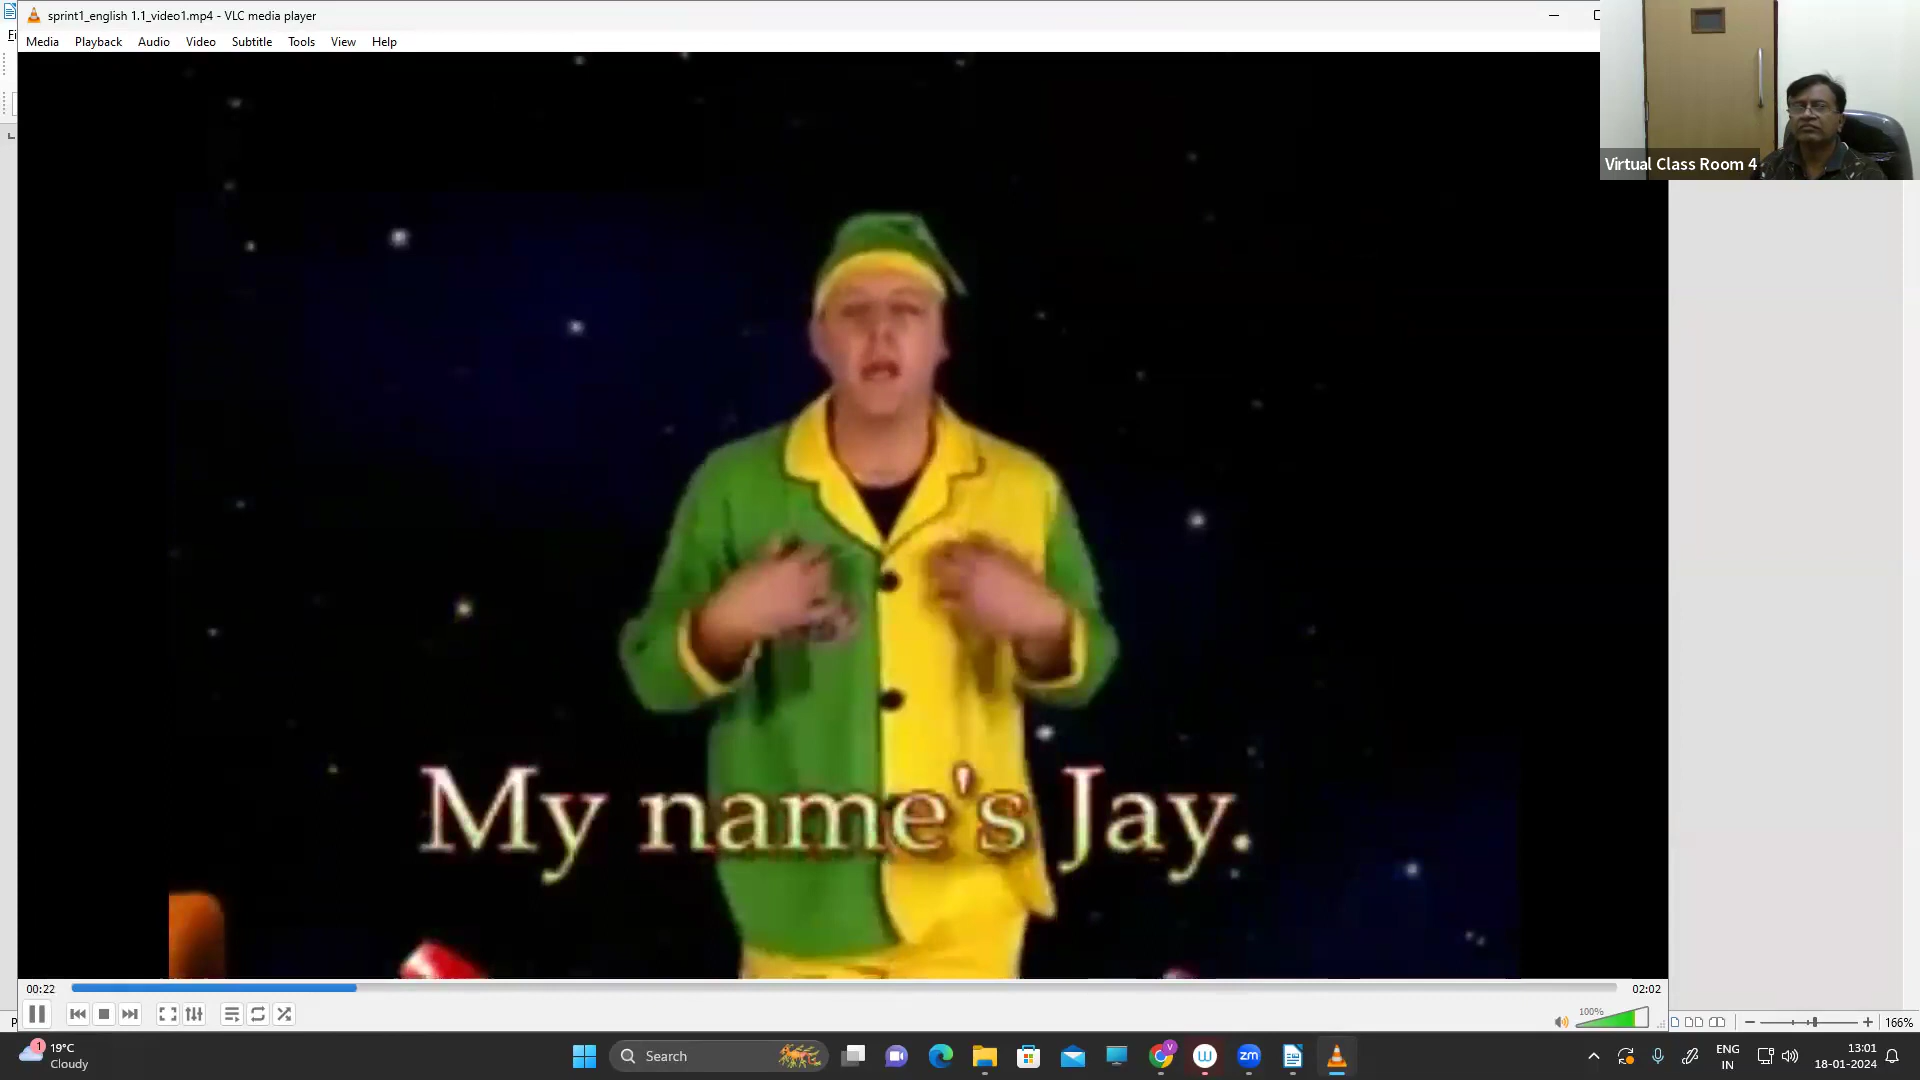 sprint1_english 1.1_video1.mp4 - VLC media player
Media Playback Audio Video Subtitle Tools View Help
Virtual Class Room 4
My name's Jay.
00:22
02:02
100%
166%
1
19°C
Cloudy
Search
zm
V
W
ENG
IN
13:01
18-01-2024